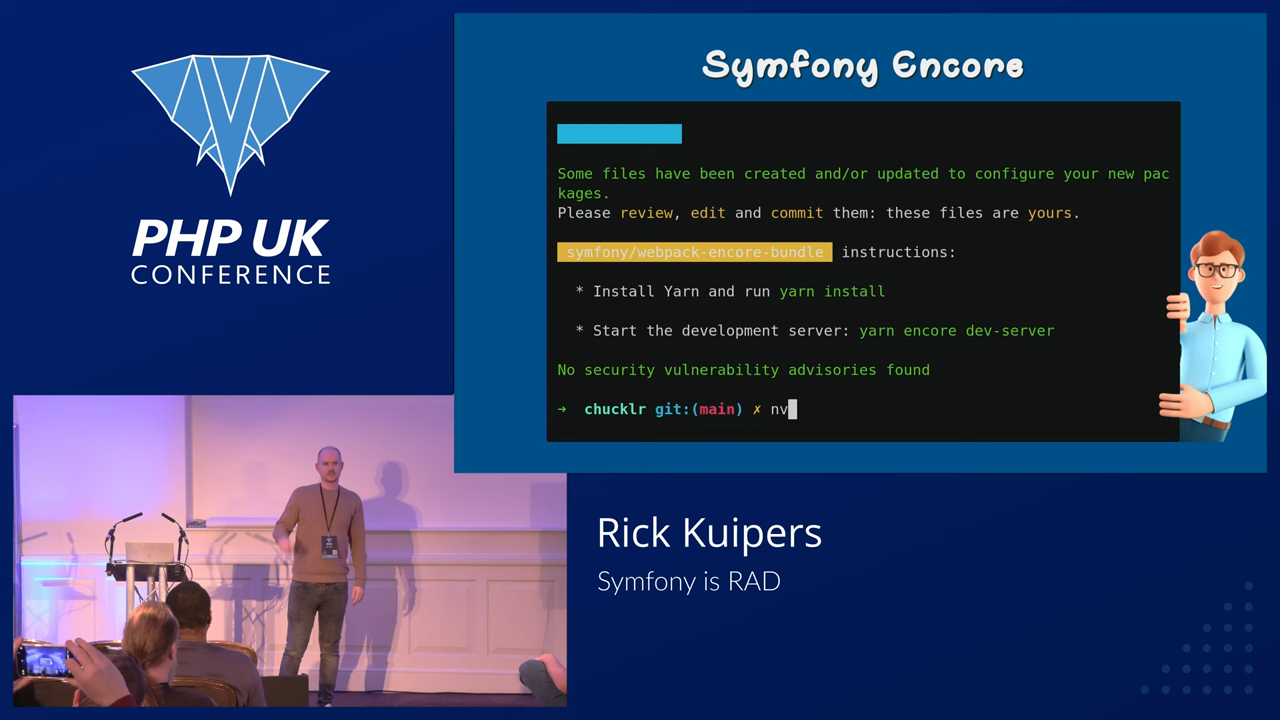 PHP UK
CONFERENCE
Symfony Encore
Some files have been created and/or updated to configure your new pac
kages.
Please review, edit and commit them: these files are yours.
symfony/webpack-encore-bundle instructions:
* Install Yarn and run yarn install
* Start the development server: yarn encore dev-server
No security vulnerability advisories found
➜ chucklr git:(main) ✗ nv
Rick Kuipers
Symfony is RAD